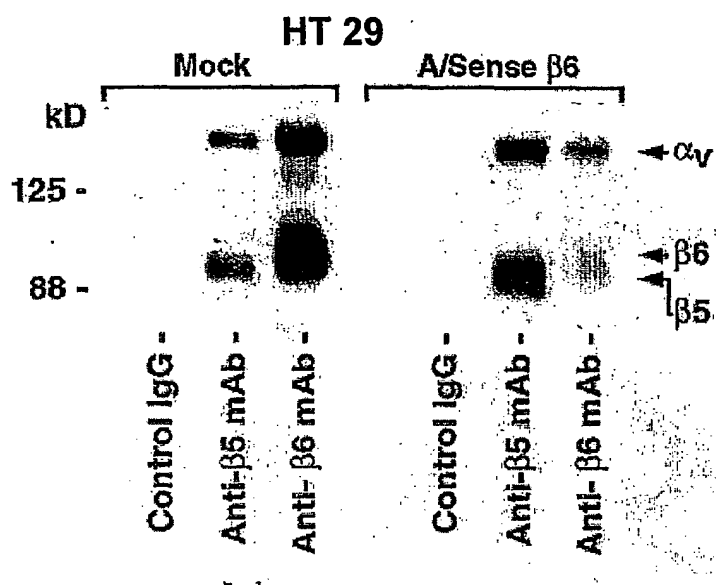 HT 29
Mock
A/Sense β6
kD
αv
125 -
β6
88 -
β5
Control IgG -
Anti-β5 mAb -
Anti- β6 mAb -
Control IgG -
Anti-β5 mAb -
Anti- β6 mAb -